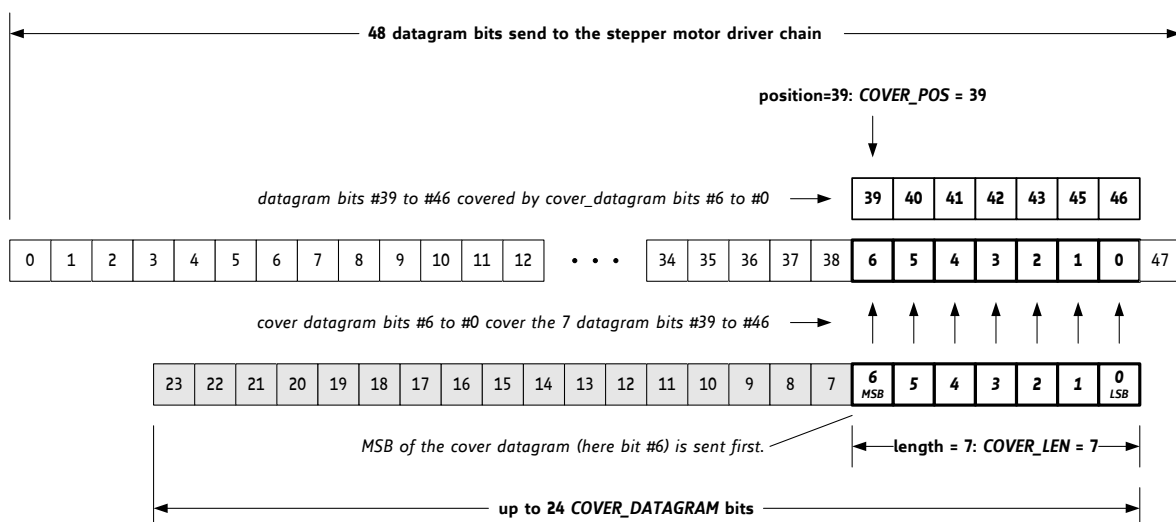 48 datagram bits send to the stepper motor driver chain
position=39: COVER_POS = 39
datagram bits #39 to #46 covered by cover_datagram bits #6 to #0
39 40 41 42 43 45 46
0 1 2 3 4 5 6 7 8 9 10 11 12 • • • 34 35 36 37 38 6 5 4 3 2 1 0 47
cover datagram bits #6 to #0 cover the 7 datagram bits #39 to #46
23 22 21 20 19 18 17 16 15 14 13 12 11 10 9 8 7 6 5 4 3 2 1 0
MSB LSB
MSB of the cover datagram (here bit #6) is sent first.
length = 7: COVER_LEN = 7
up to 24 COVER_DATAGRAM bits